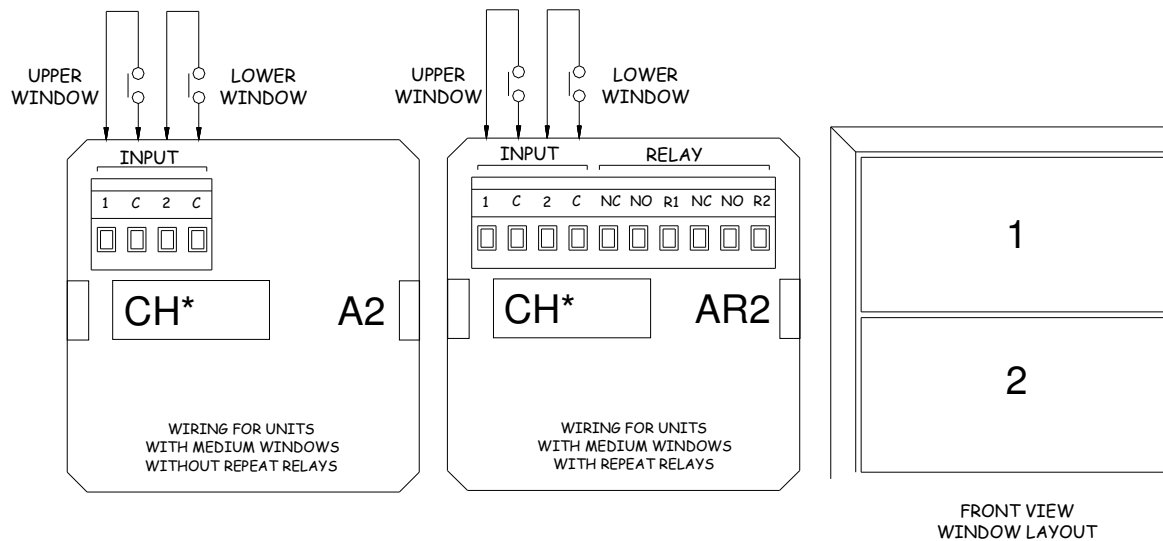 UPPER
WINDOW
LOWER
WINDOW
INPUT
1 C 2 C
CH*
A2
WIRING FOR UNITS
WITH MEDIUM WINDOWS
WITHOUT REPEAT RELAYS
UPPER
WINDOW
LOWER
WINDOW
INPUT RELAY
1 C 2 C NC NO R1 NC NO R2
CH*
AR2
WIRING FOR UNITS
WITH MEDIUM WINDOWS
WITH REPEAT RELAYS
1
2
FRONT VIEW
WINDOW LAYOUT